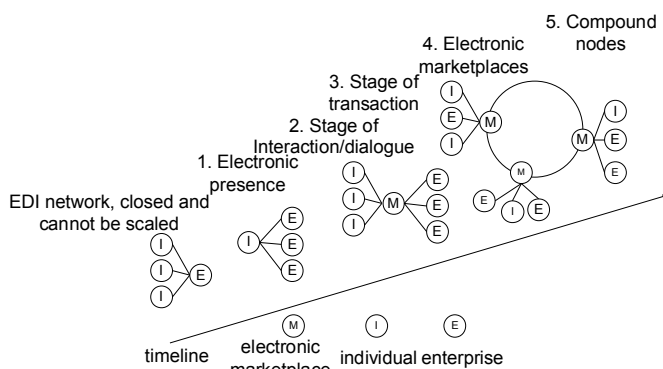 5. Compound
nodes
4. Electronic
marketplaces
3. Stage of
transaction
2. Stage of
Interaction/dialogue
1. Electronic
presence
EDI network, closed and
cannot be scaled
I
E
I
M
M
I
E
E
M
E
I
E
I
I
I
M
E
E
E
I
E
E
E
I
I
I
E
M
I
E
timeline
electronic
marketplace
individual enterprise